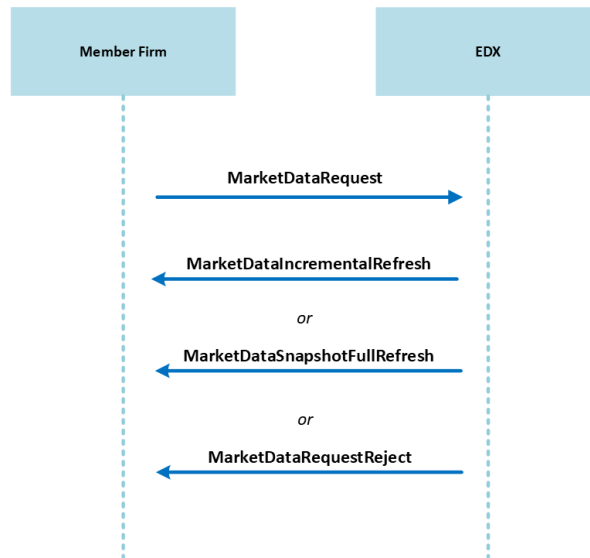 Member Firm
EDX
MarketDataRequest
MarketDataIncrementalRefresh
or
MarketDataSnapshotFullRefresh
or
MarketDataRequestReject